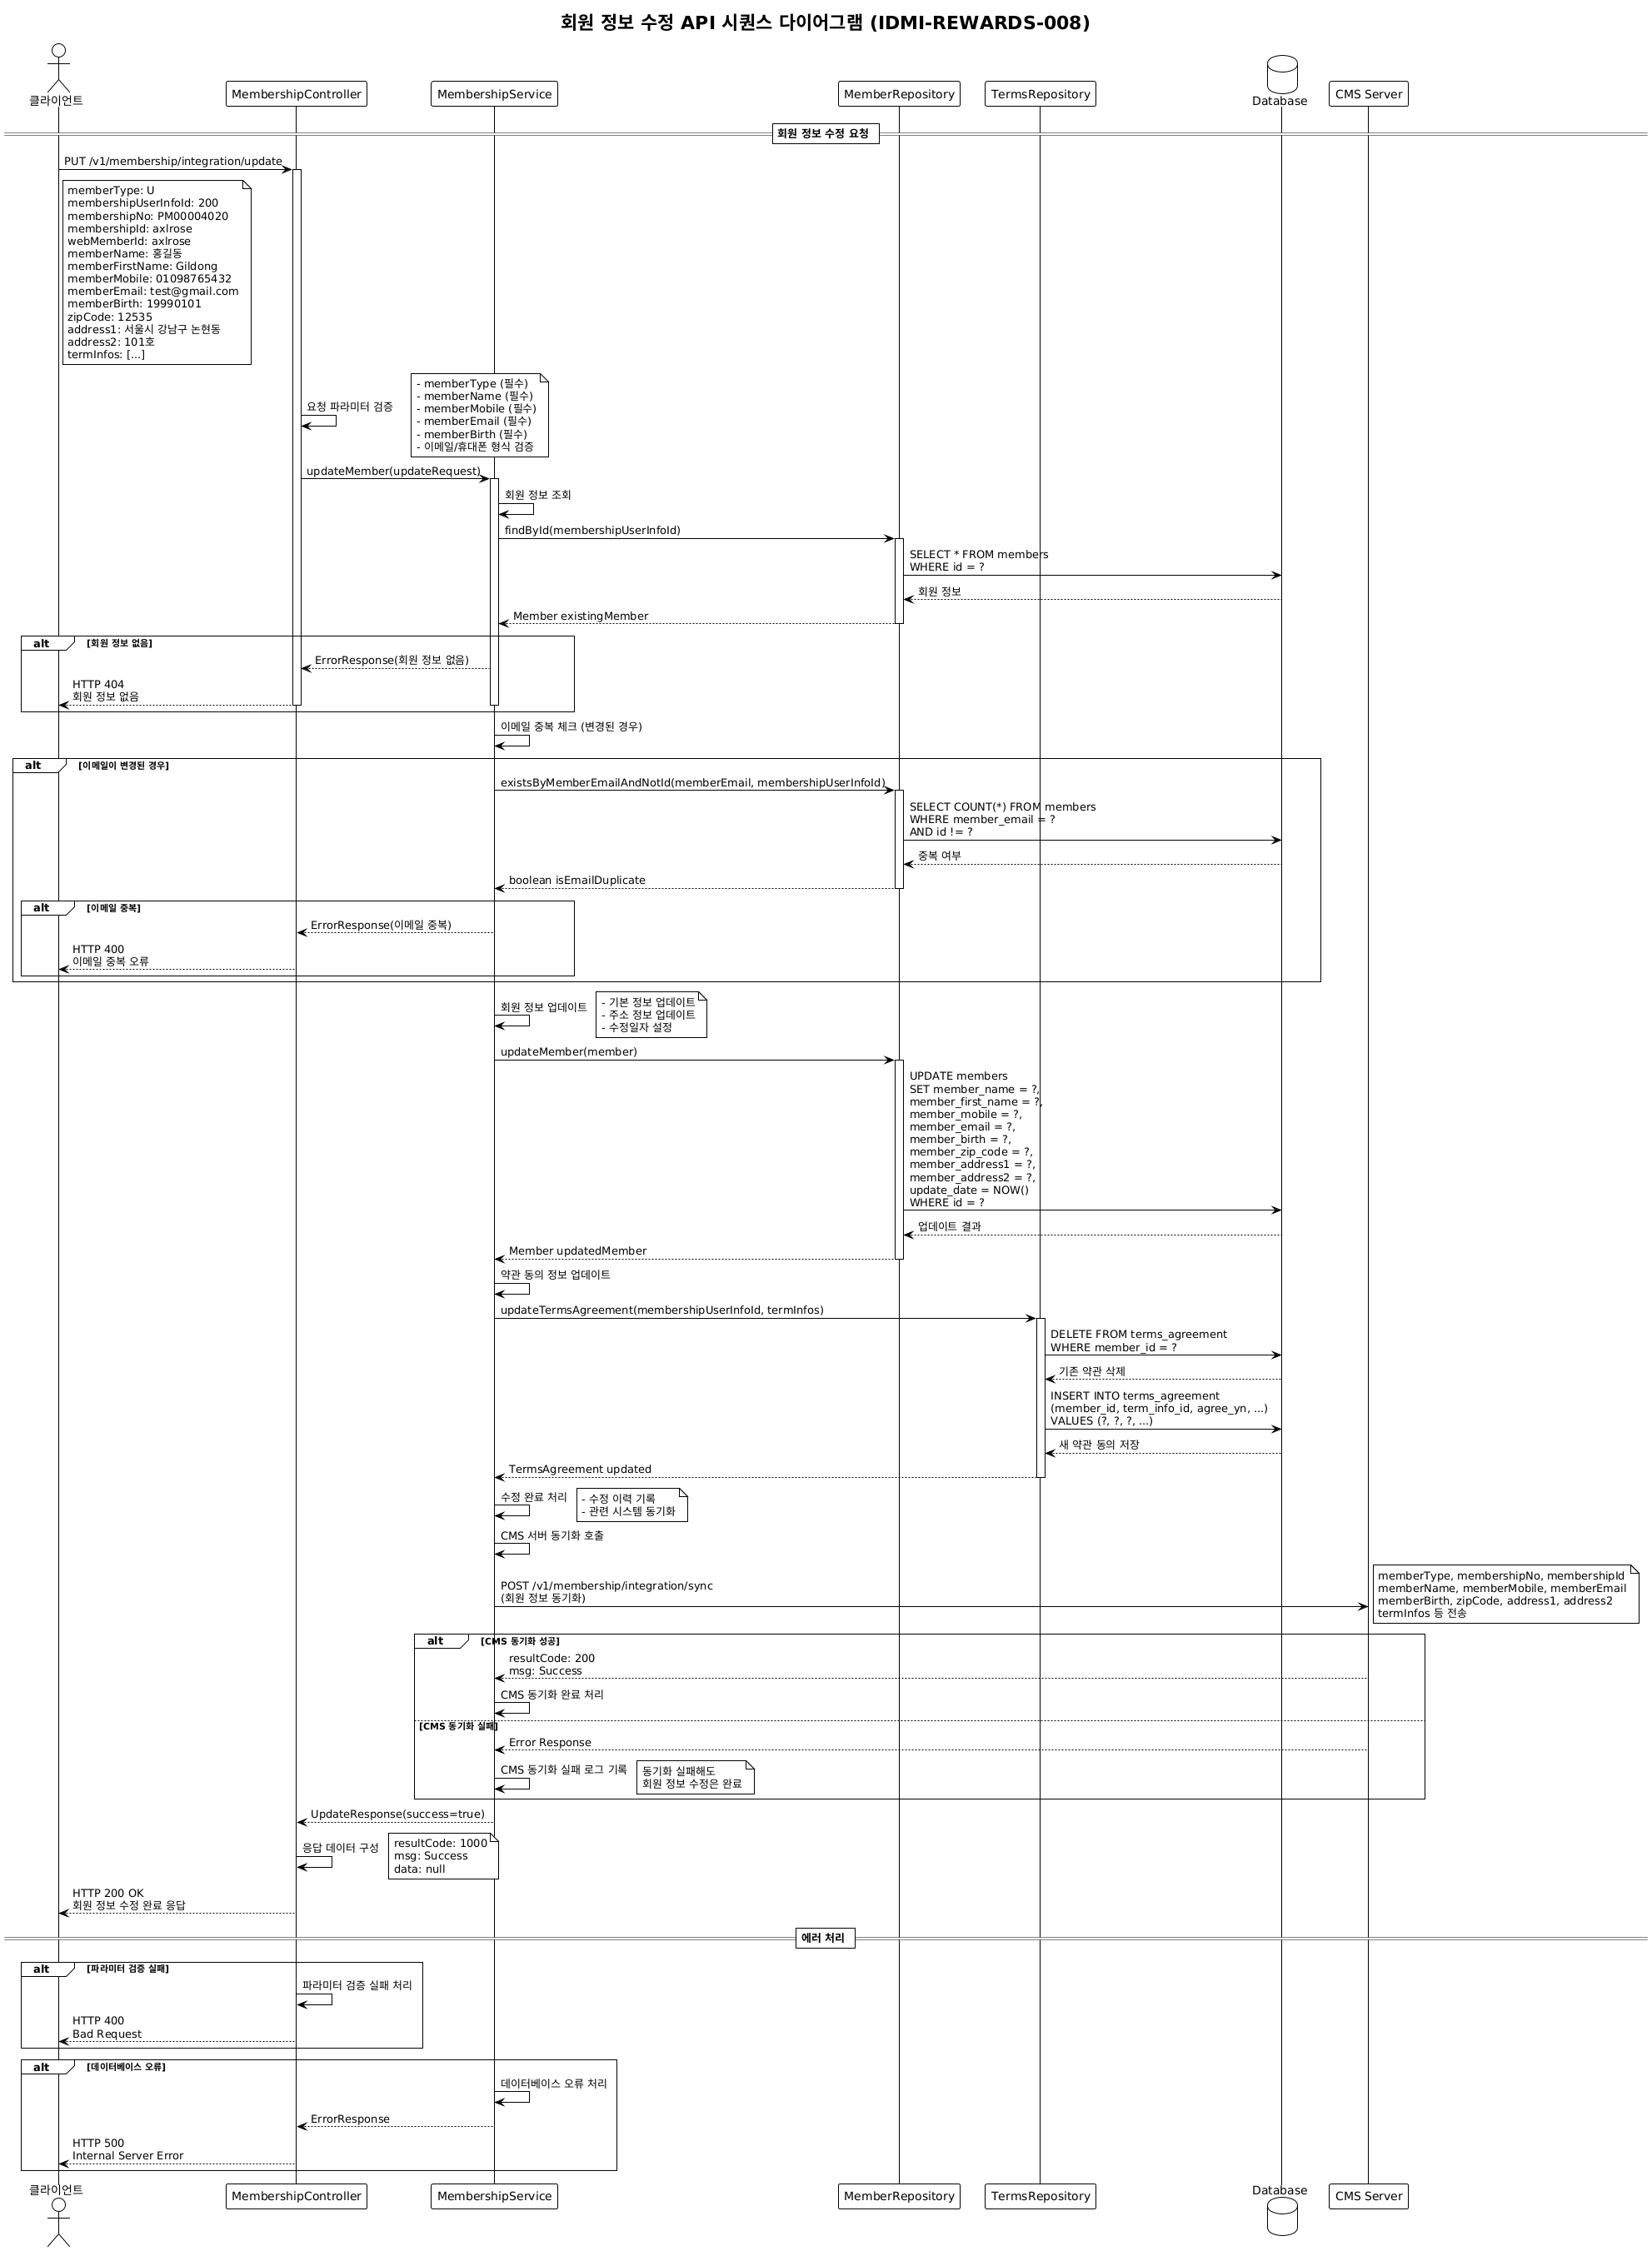 회원 정보 수정 API 시퀀스 다이어그램 (IDMI-REWARDS-008)
클라이언트
MembershipController
MembershipService
MemberRepository
TermsRepository
Database
CMS Server
회원 정보 수정 요청
PUT /v1/membership/integration/update
memberType: U
membershipUserInfoId: 200
membershipNo: PM00004020
membershipId: axlrose
webMemberId: axlrose
memberName: 홍길동
memberFirstName: Gildong
memberMobile: 01098765432
memberEmail: test@gmail.com
memberBirth: 19990101
zipCode: 12535
address1: 서울시 강남구 논현동
address2: 101호
termInfos: [...]
요청 파라미터 검증
- memberType (필수)
- memberName (필수)
- memberMobile (필수)
- memberEmail (필수)
- memberBirth (필수)
- 이메일/휴대폰 형식 검증
updateMember(updateRequest)
회원 정보 조회
findById(membershipUserInfoId)
SELECT * FROM members
WHERE id = ?
회원 정보
Member existingMember
alt [회원 정보 없음]
ErrorResponse(회원 정보 없음)
HTTP 404
회원 정보 없음
이메일 중복 체크 (변경된 경우)
alt [이메일이 변경된 경우]
existsByMemberEmailAndNotId(memberEmail, membershipUserInfoId)
SELECT COUNT(*) FROM members
WHERE member_email = ?
AND id != ?
중복 여부
boolean isEmailDuplicate
alt [이메일 중복]
ErrorResponse(이메일 중복)
HTTP 400
이메일 중복 오류
회원 정보 업데이트
- 기본 정보 업데이트
- 주소 정보 업데이트
- 수정일자 설정
updateMember(member)
UPDATE members
SET member_name = ?,
member_first_name = ?,
member_mobile = ?,
member_email = ?,
member_birth = ?,
member_zip_code = ?,
member_address1 = ?,
member_address2 = ?,
update_date = NOW()
WHERE id = ?
업데이트 결과
Member updatedMember
약관 동의 정보 업데이트
updateTermsAgreement(membershipUserInfoId, termInfos)
DELETE FROM terms_agreement
WHERE member_id = ?
기존 약관 삭제
INSERT INTO terms_agreement
(member_id, term_info_id, agree_yn, ...)
VALUES (?, ?, ?, ...)
새 약관 동의 저장
TermsAgreement updated
수정 완료 처리
- 수정 이력 기록
- 관련 시스템 동기화
CMS 서버 동기화 호출
POST /v1/membership/integration/sync
(회원 정보 동기화)
memberType, membershipNo, membershipId
memberName, memberMobile, memberEmail
memberBirth, zipCode, address1, address2
termInfos 등 전송
alt [CMS 동기화 성공]
resultCode: 200
msg: Success
CMS 동기화 완료 처리
[CMS 동기화 실패]
Error Response
CMS 동기화 실패 로그 기록
동기화 실패해도
회원 정보 수정은 완료
UpdateResponse(success=true)
응답 데이터 구성
resultCode: 1000
msg: Success
data: null
HTTP 200 OK
회원 정보 수정 완료 응답
에러 처리
alt [파라미터 검증 실패]
파라미터 검증 실패 처리
HTTP 400
Bad Request
alt [데이터베이스 오류]
데이터베이스 오류 처리
ErrorResponse
HTTP 500
Internal Server Error
클라이언트
MembershipController
MembershipService
MemberRepository
TermsRepository
Database
CMS Server